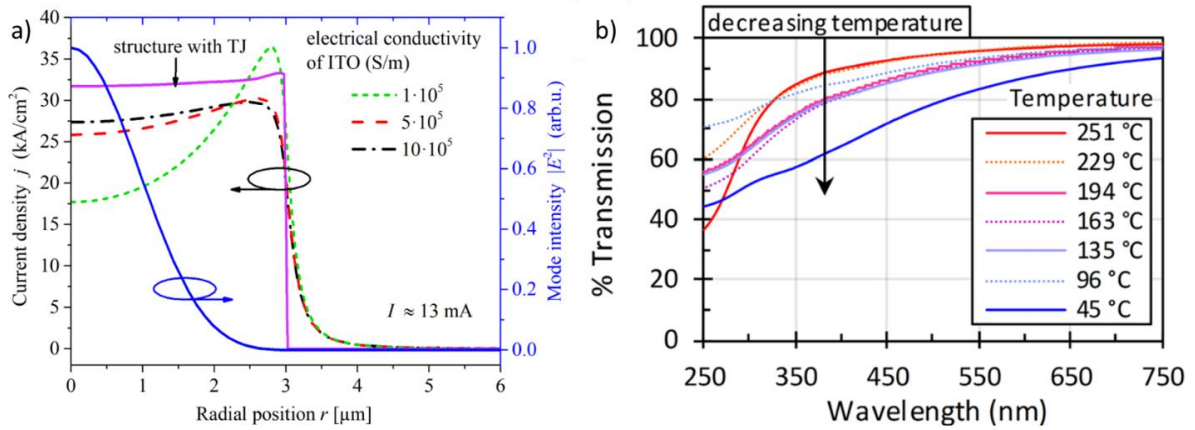 a)
structure with TJ
electrical conductivity
of ITO (S/m)
1·10⁵
5·10⁵
10·10⁵
I ≈ 13 mA
Current density j (kA/cm²)
40
35
30
25
20
15
10
5
0
0 1 2 3 4 5 6
Radial position r [µm]
1.0
0.8
0.6
0.4
0.2
0.0
Mode intensity |E²| (arb.u.)
b)
decreasing temperature
% Transmission
100
80
60
40
20
0
Temperature
251 °C
229 °C
194 °C
163 °C
135 °C
96 °C
45 °C
250 350 450 550 650 750
Wavelength (nm)